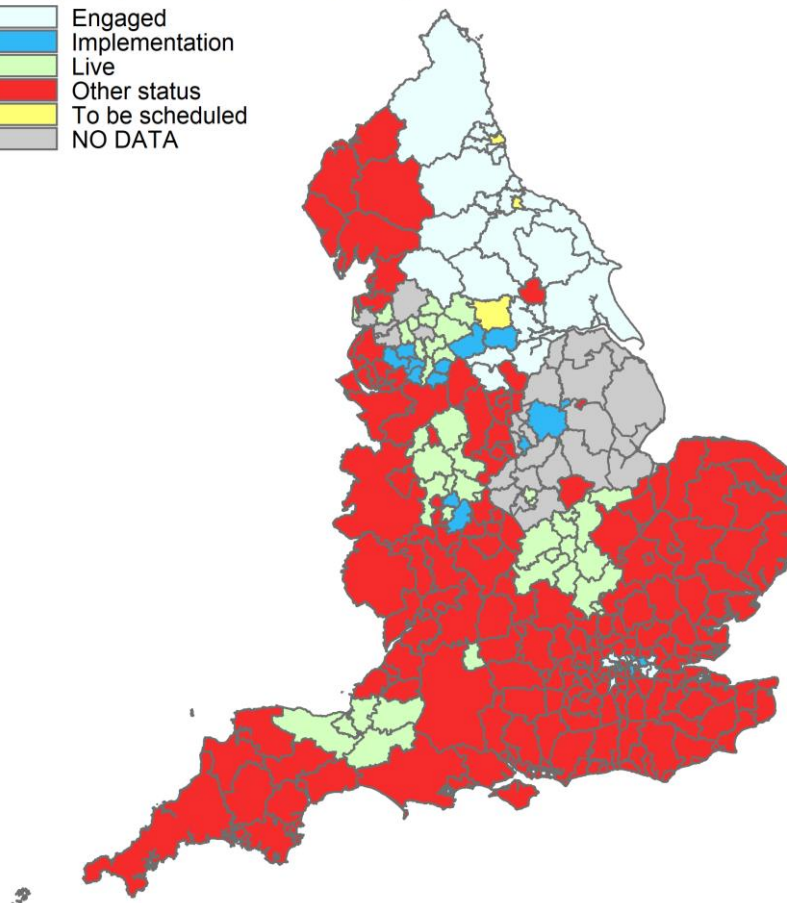 Engaged
Implementation
Live
Other status
To be scheduled
NO DATA